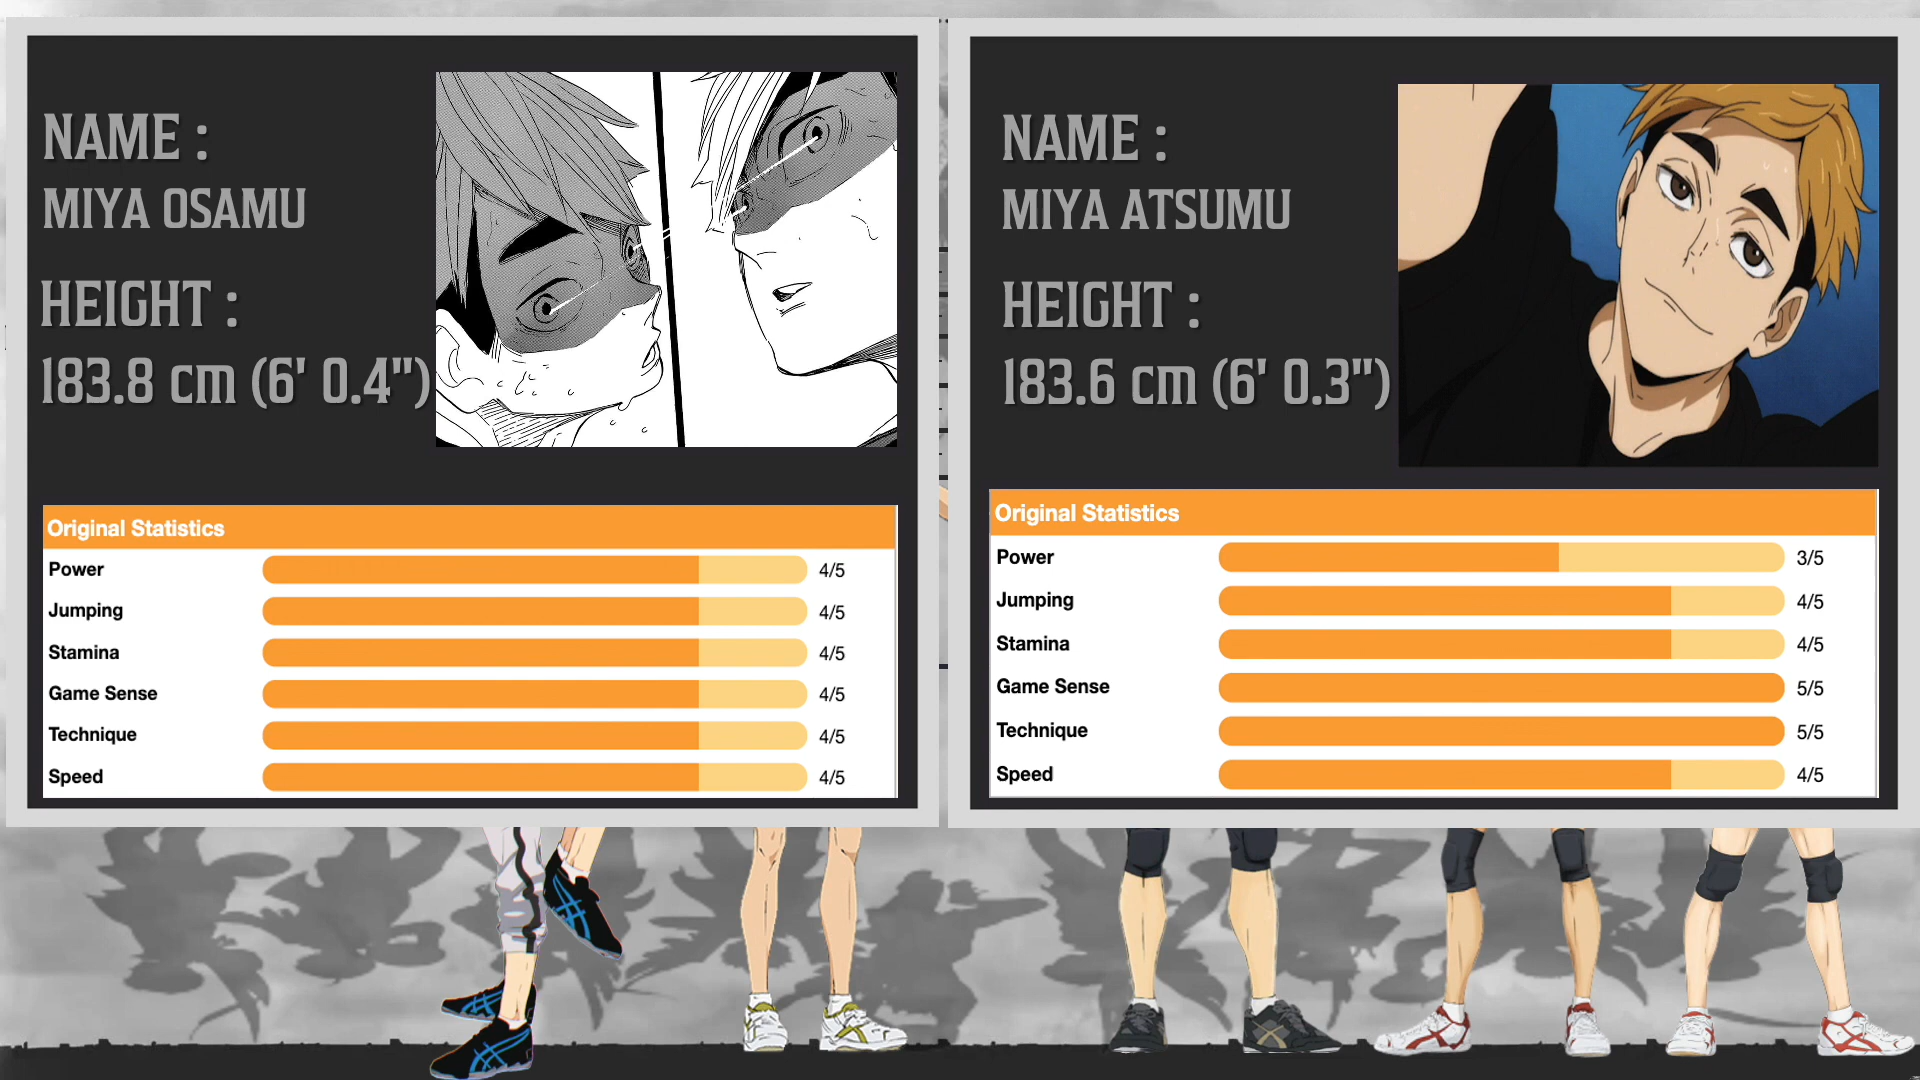 NAME :
MIYA OSAMU
HEIGHT :
183.8 cm (6' 0.4")
Original Statistics
Power 4/5
Jumping 4/5
Stamina 4/5
Game Sense 4/5
Technique 4/5
Speed 4/5
NAME :
MIYA ATSUMU
HEIGHT :
183.6 cm (6' 0.3")
Original Statistics
Power 3/5
Jumping 4/5
Stamina 4/5
Game Sense 5/5
Technique 5/5
Speed 4/5